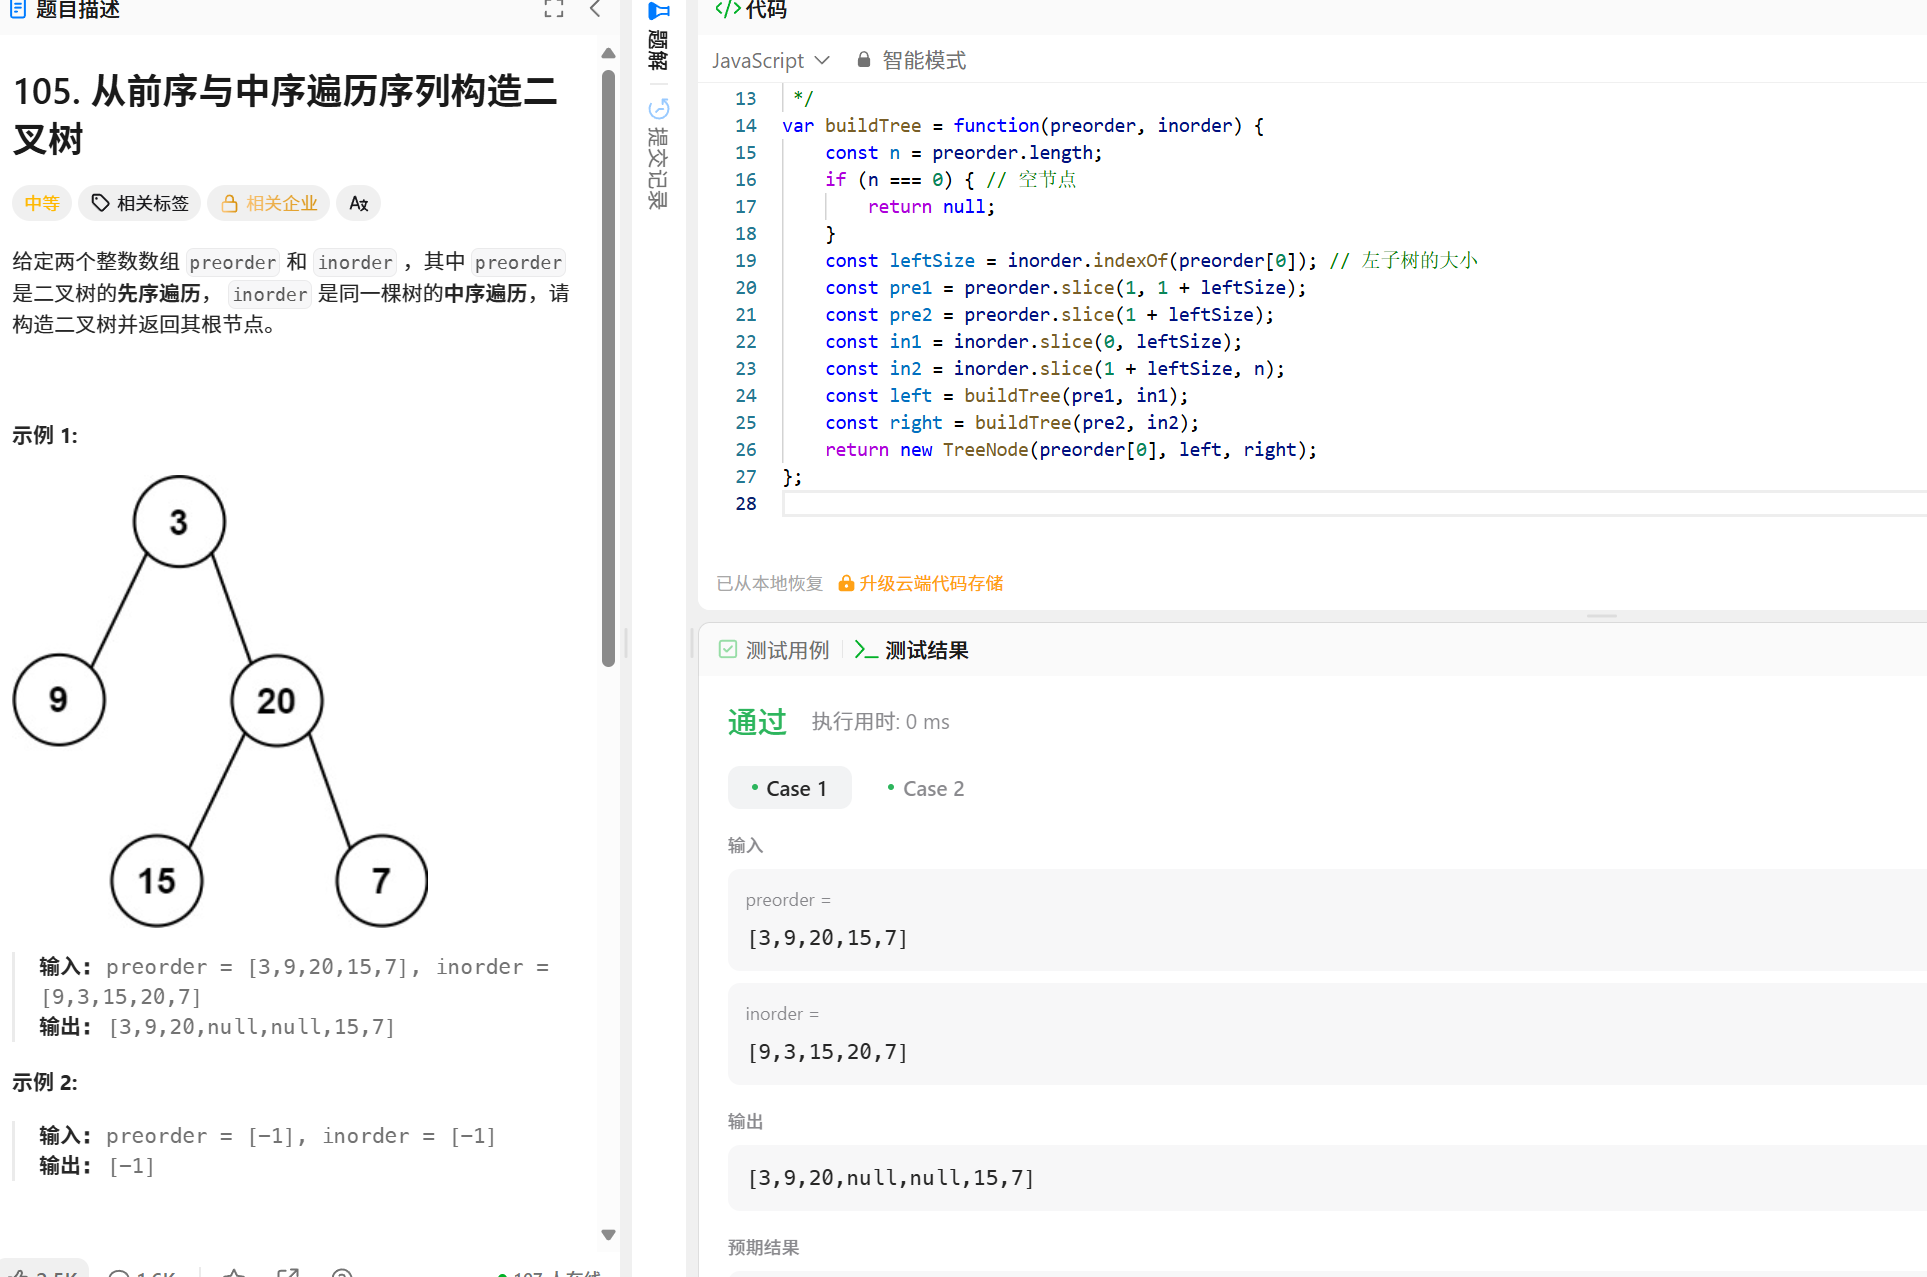 题目描述
105. 从前序与中序遍历序列构造二
叉树
中等 相关标签 相关企业
给定两个整数数组 preorder 和 inorder ，其中 preorder
是二叉树的先序遍历， inorder 是同一棵树的中序遍历，请
构造二叉树并返回其根节点。
示例 1:
3
9
20
15
7
输入: preorder = [3,9,20,15,7], inorder =
[9,3,15,20,7]
输出: [3,9,20,null,null,15,7]
示例 2:
输入: preorder = [-1], inorder = [-1]
输出: [-1]
题解
提交记录
</> 代码
JavaScript 智能模式
13 */
14 var buildTree = function(preorder, inorder) {
15 const n = preorder.length;
16 if (n === 0) { // 空节点
17 return null;
18 }
19 const leftSize = inorder.indexOf(preorder[0]); // 左子树的大小
20 const pre1 = preorder.slice(1, 1 + leftSize);
21 const pre2 = preorder.slice(1 + leftSize);
22 const in1 = inorder.slice(0, leftSize);
23 const in2 = inorder.slice(1 + leftSize, n);
24 const left = buildTree(pre1, in1);
25 const right = buildTree(pre2, in2);
26 return new TreeNode(preorder[0], left, right);
27 };
28
已从本地恢复 升级云端代码存储
测试用例 >_ 测试结果
通过 执行用时: 0 ms
Case 1 Case 2
输入
preorder =
[3,9,20,15,7]
inorder =
[9,3,15,20,7]
输出
[3,9,20,null,null,15,7]
预期结果